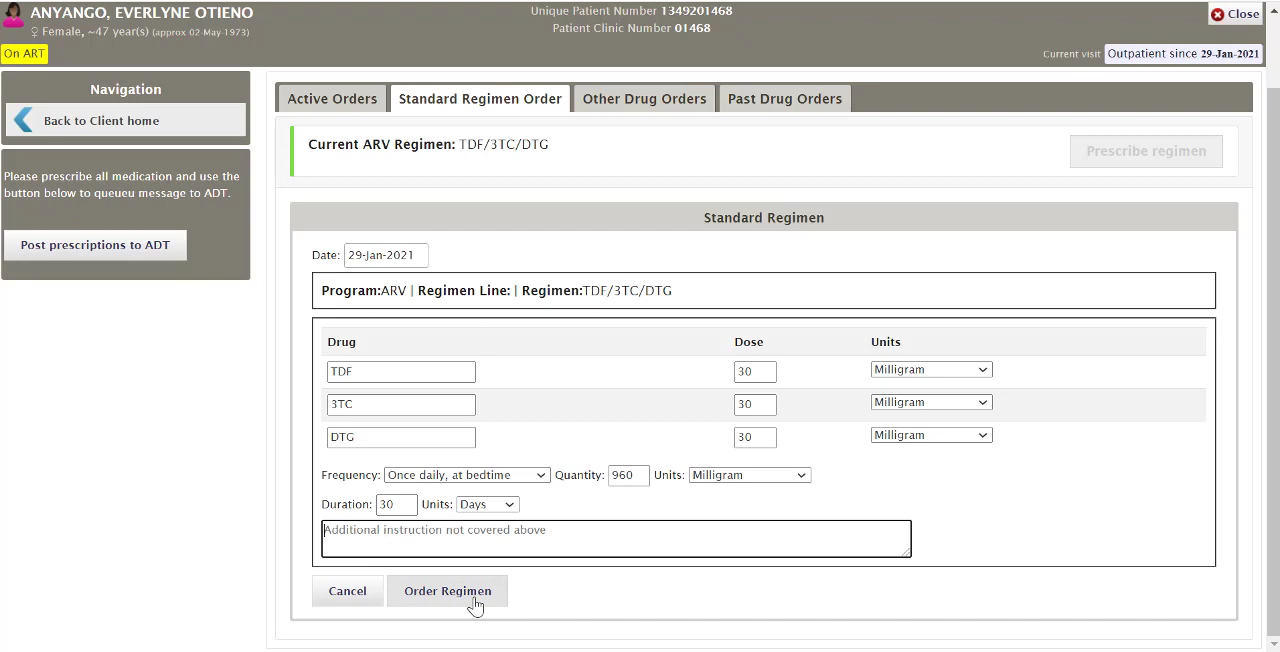 ANYANGO, EVERLYNE OTIENO
Female, ~47 year(s) (approx 02-May-1973)
Unique Patient Number 1349201468
Patient Clinic Number 01468
Close
On ART
Current visit Outpatient since 29-Jan-2021
Navigation
Back to Client home
Please prescribe all medication and use the
button below to queueu message to ADT.
Post prescriptions to ADT
Active Orders Standard Regimen Order Other Drug Orders Past Drug Orders
Current ARV Regimen: TDF/3TC/DTG
Prescribe regimen
Standard Regimen
Date: 29-Jan-2021
Program:ARV | Regimen Line: | Regimen:TDF/3TC/DTG
Drug Dose Units
TDF 30 Milligram
3TC 30 Milligram
DTG 30 Milligram
Frequency: Once daily, at bedtime Quantity: 960 Units: Milligram
Duration: 30 Units: Days
Additional instruction not covered above
Cancel Order Regimen